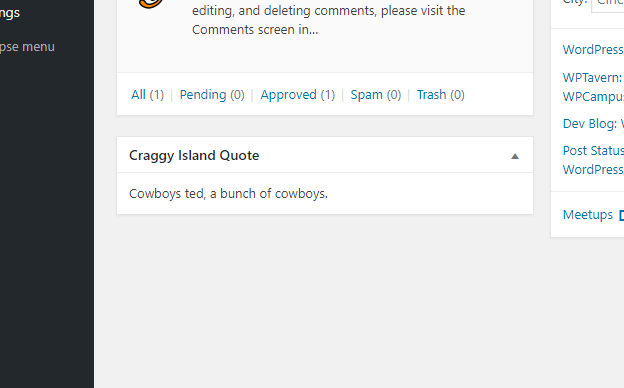 ngs
pse menu
editing, and deleting comments, please visit the
Comments screen in...
All (1) | Pending (0) | Approved (1) | Spam (0) | Trash (0)
Craggy Island Quote
Cowboys ted, a bunch of cowboys.
City:
WordPress
WPTavern:
WPCampus
Dev Blog:
Post Status
WordPress
Meetups